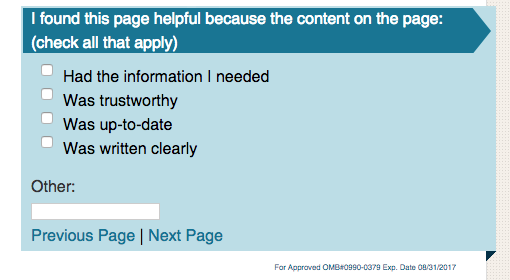 I found this page helpful because the content on the page:
(check all that apply)
Had the information I needed
Was trustworthy
Was up-to-date
Was written clearly
Other:
Previous Page | Next Page
For Approved OMB#0990-0379 Exp. Date 08/31/2017